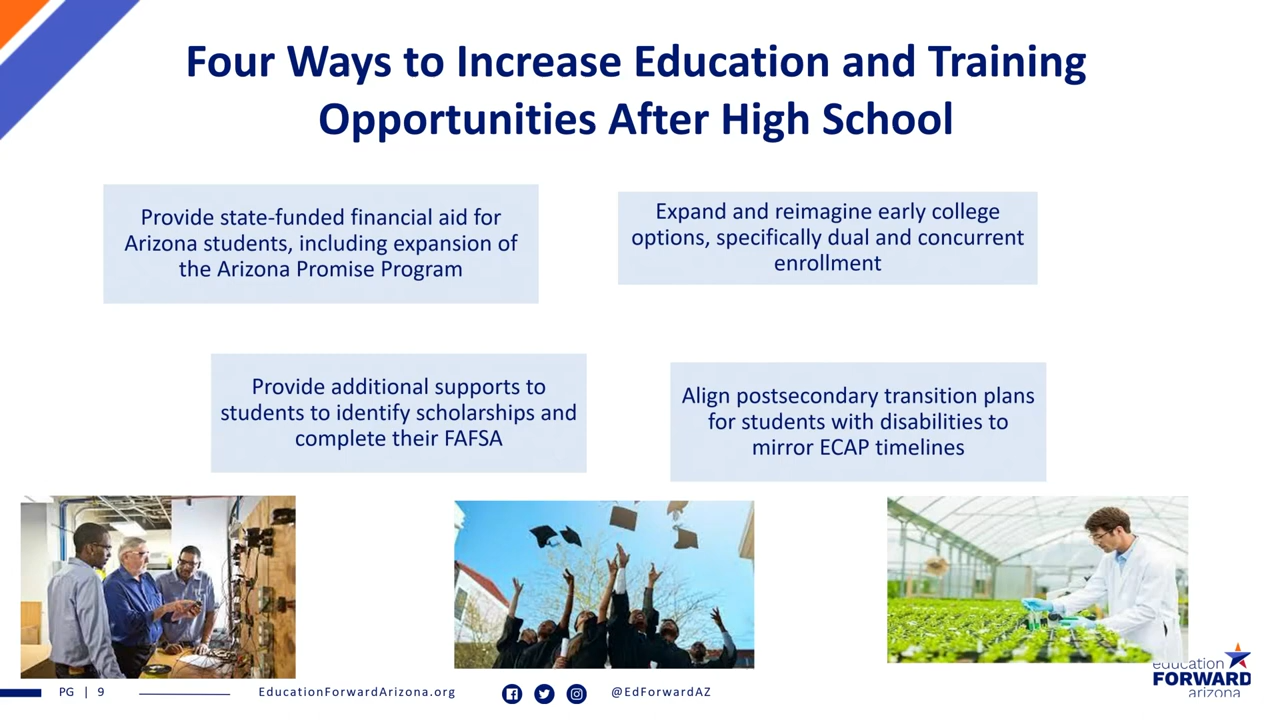 Four Ways to Increase Education and Training
Opportunities After High School
Provide state-funded financial aid for
Arizona students, including expansion of
the Arizona Promise Program
Expand and reimagine early college
options, specifically dual and concurrent
enrollment
Provide additional supports to
students to identify scholarships and
complete their FAFSA
Align postsecondary transition plans
for students with disabilities to
mirror ECAP timelines
PG | 9
EducationForwardArizona.org
@EdForwardAZ
education
FORWARD
arizona